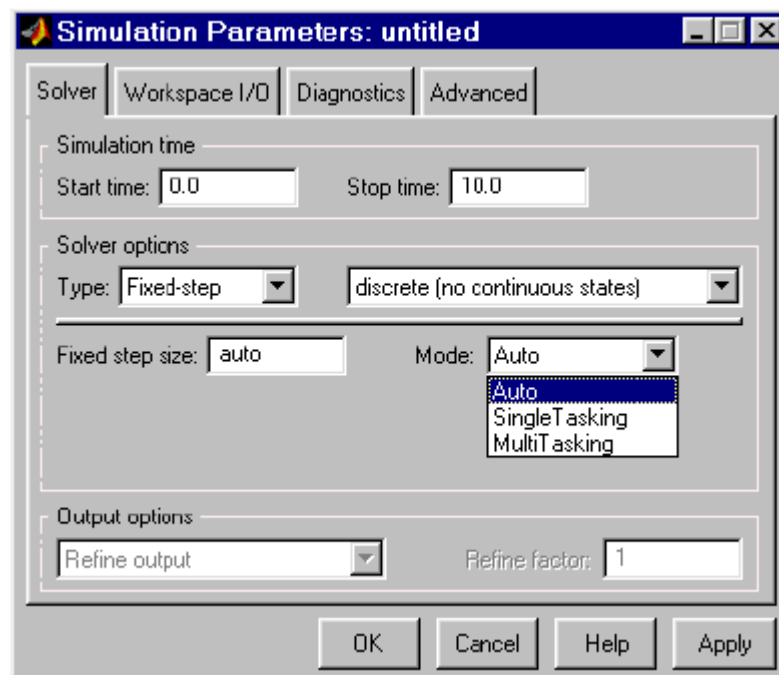 Simulation Parameters: untitled
Solver Workspace I/O Diagnostics Advanced
Simulation time
Start time: 0.0 Stop time: 10.0
Solver options
Type: Fixed-step discrete (no continuous states)
Fixed step size: auto Mode: Auto
Auto
SingleTasking
MultiTasking
Output options
Refine output Refine factor: 1
OK Cancel Help Apply